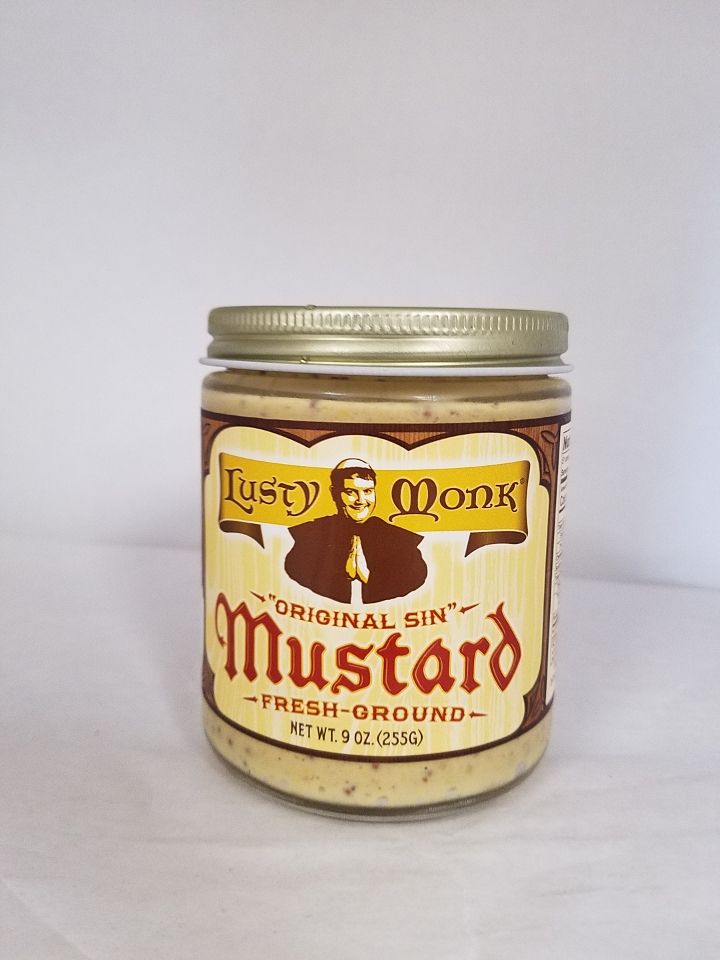 Lusty Monk®
"ORIGINAL SIN"
Mustard
FRESH-GROUND
NET WT. 9 OZ. (255G)